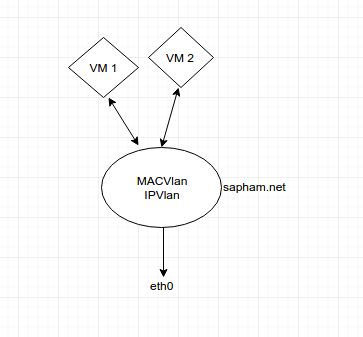 VM 1
VM 2
MACVlan
IPVlan
sapham.net
eth0